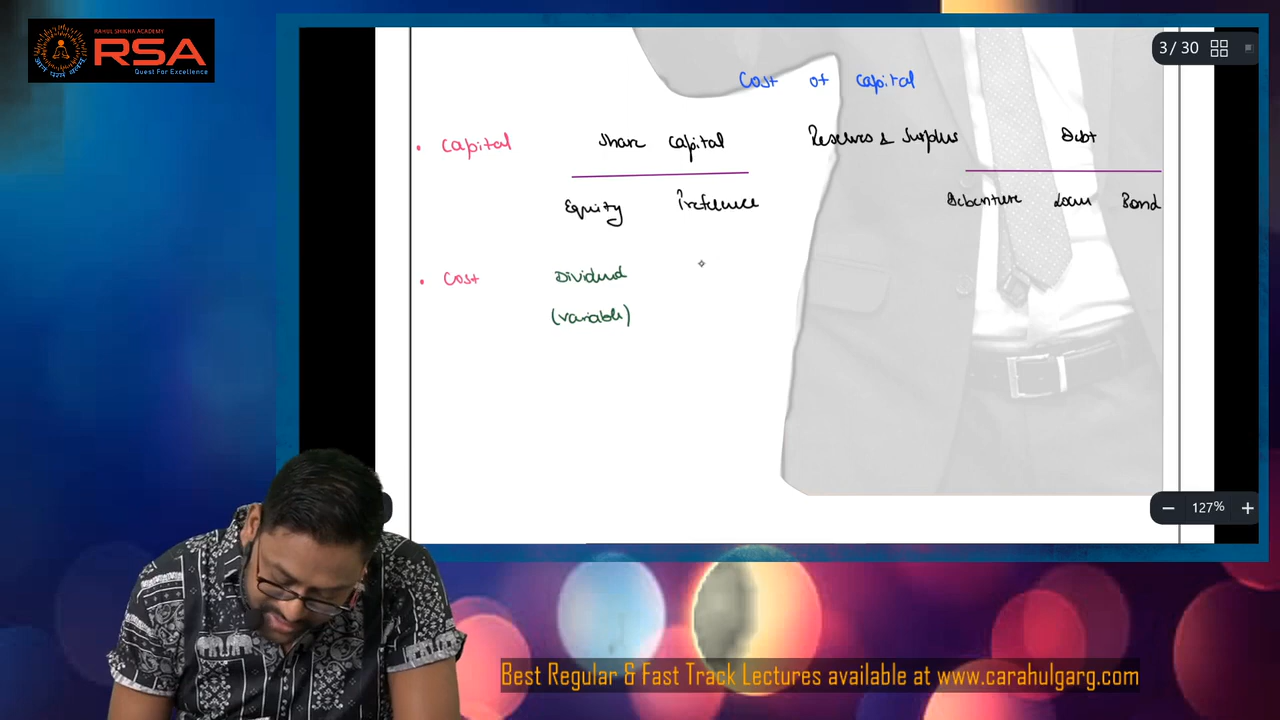 RAHUL SHIKHA ACADEMY
RSA
Quest For Excellence
3 / 30
Cost of Capital
• Capital Share Capital Reserves & Surplus Debt
Equity Preference Debenture Loan Bond
• Cost Dividend
(variable)
127%
Best Regular & Fast Track Lectures available at www.carahulgarg.com